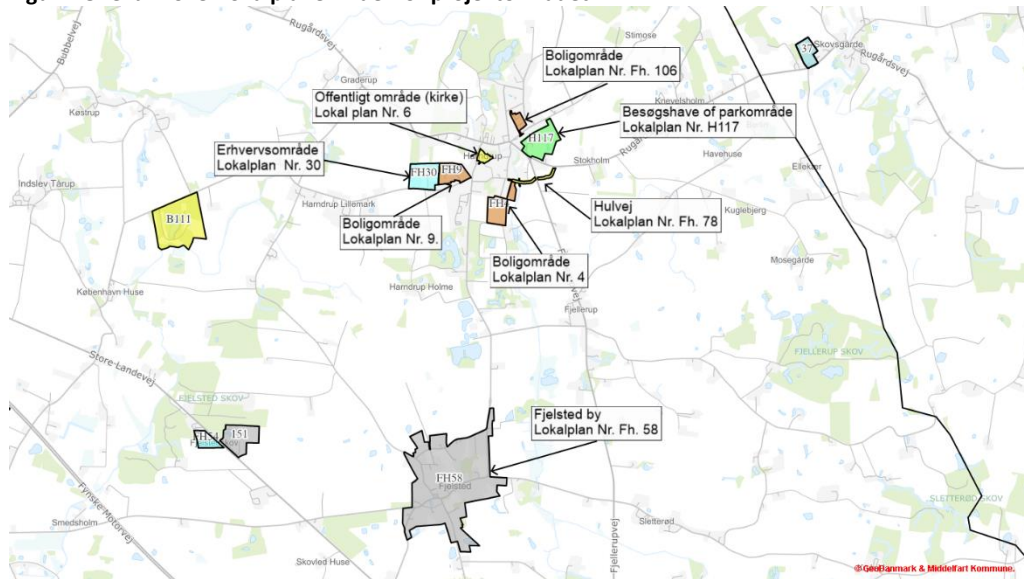 Bubbelvej
Rugårdsvej
Stimose
Skovsgårde
37
Rugårdsvej
Boligområde
Lokalplan Nr. Fh. 106
Graderup
Offentligt område (kirke)
Lokal plan Nr. 6
Knevelsholm
Besøgshave of parkområde
Lokalplan Nr. H117
Køstrup
H117
Erhvervsområde
Lokalplan Nr. 30
Stokholm
Havehuse
Ellekær
FH30
FH9
Indslev Tårup
Harndrup Lillemark
B111
Boligområde
Lokalplan Nr. 9.
Hulvej
Lokalplan Nr. Fh. 78
Kuglebjerg
Boligområde
Lokalplan Nr. 4
Mosegårde
København Huse
Harndrup Holme
Fjellerup
Store Landevej
FJELLERUP SKOV
FJELSTED SKOV
Fjelsted by
Lokalplan Nr. Fh. 58
151
FH58
Fjelsted
Fynske Motorvej
Smedsholm
Skovled Huse
Fjellerupvej
Sletterød
SLETTERØD SKOV
©GeoDanmark & Middelfart Kommune.